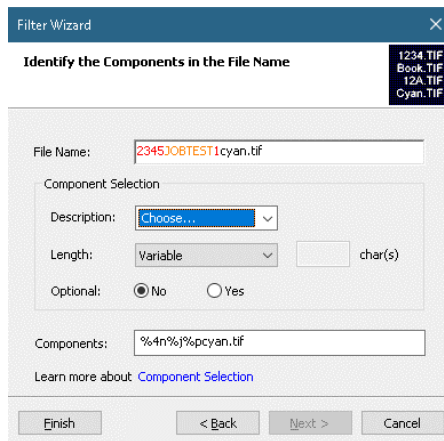 Filter Wizard
Identify the Components in the File Name
1234.TIF
Book.TIF
12A.TIF
Cyan.TIF
File Name: 2345JOBTEST1cyan.tif
Component Selection
Description: Choose...
Length: Variable char(s)
Optional: No Yes
Components: %4n%j%pcyan.tif
Learn more about Component Selection
Finish < Back Next > Cancel